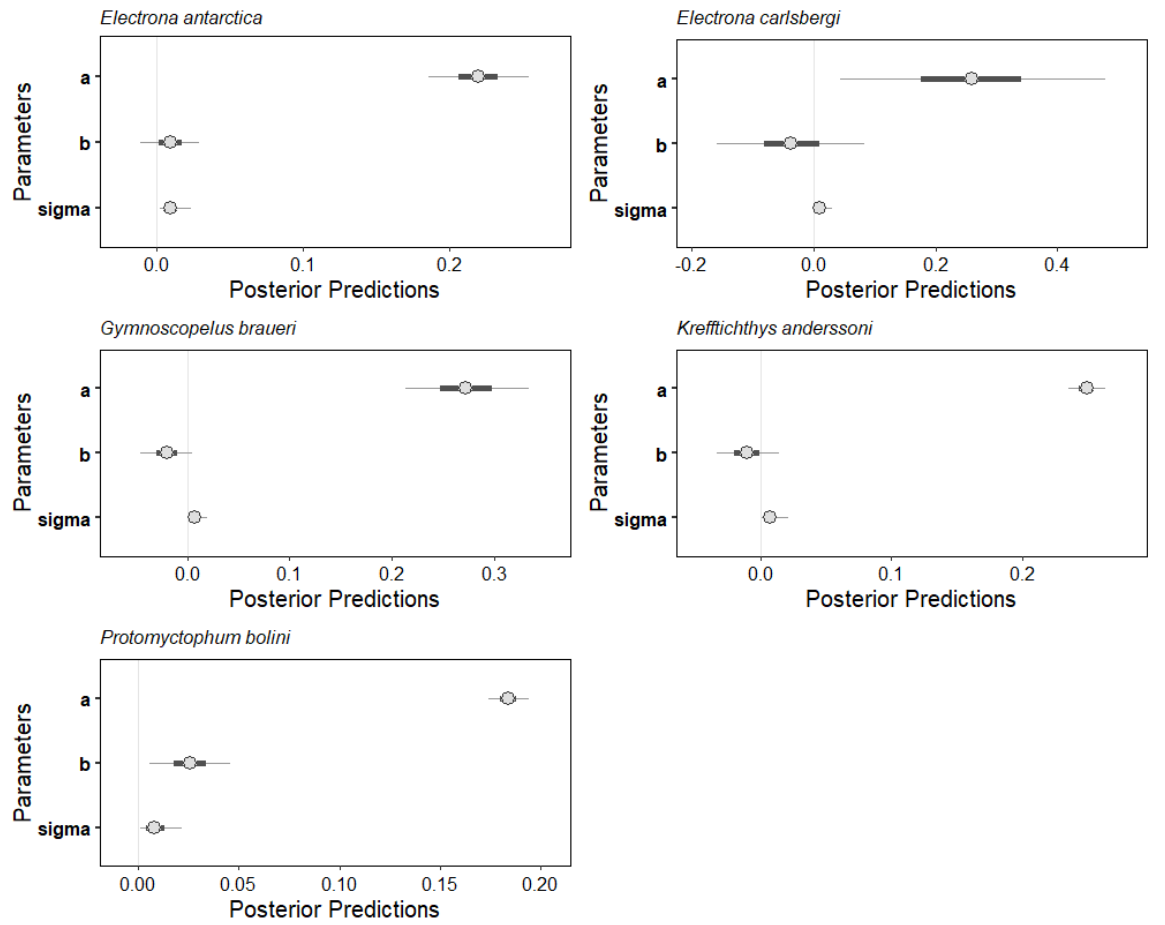 Electrona antarctica
Parameters
a
b
sigma
0.0 0.1 0.2
Posterior Predictions
Electrona carlsbergi
Parameters
a
b
sigma
-0.2 0.0 0.2 0.4
Posterior Predictions
Gymnoscopelus braueri
Parameters
a
b
sigma
0.0 0.1 0.2 0.3
Posterior Predictions
Krefftichthys anderssoni
Parameters
a
b
sigma
0.0 0.1 0.2
Posterior Predictions
Protomyctophum bolini
Parameters
a
b
sigma
0.00 0.05 0.10 0.15 0.20
Posterior Predictions